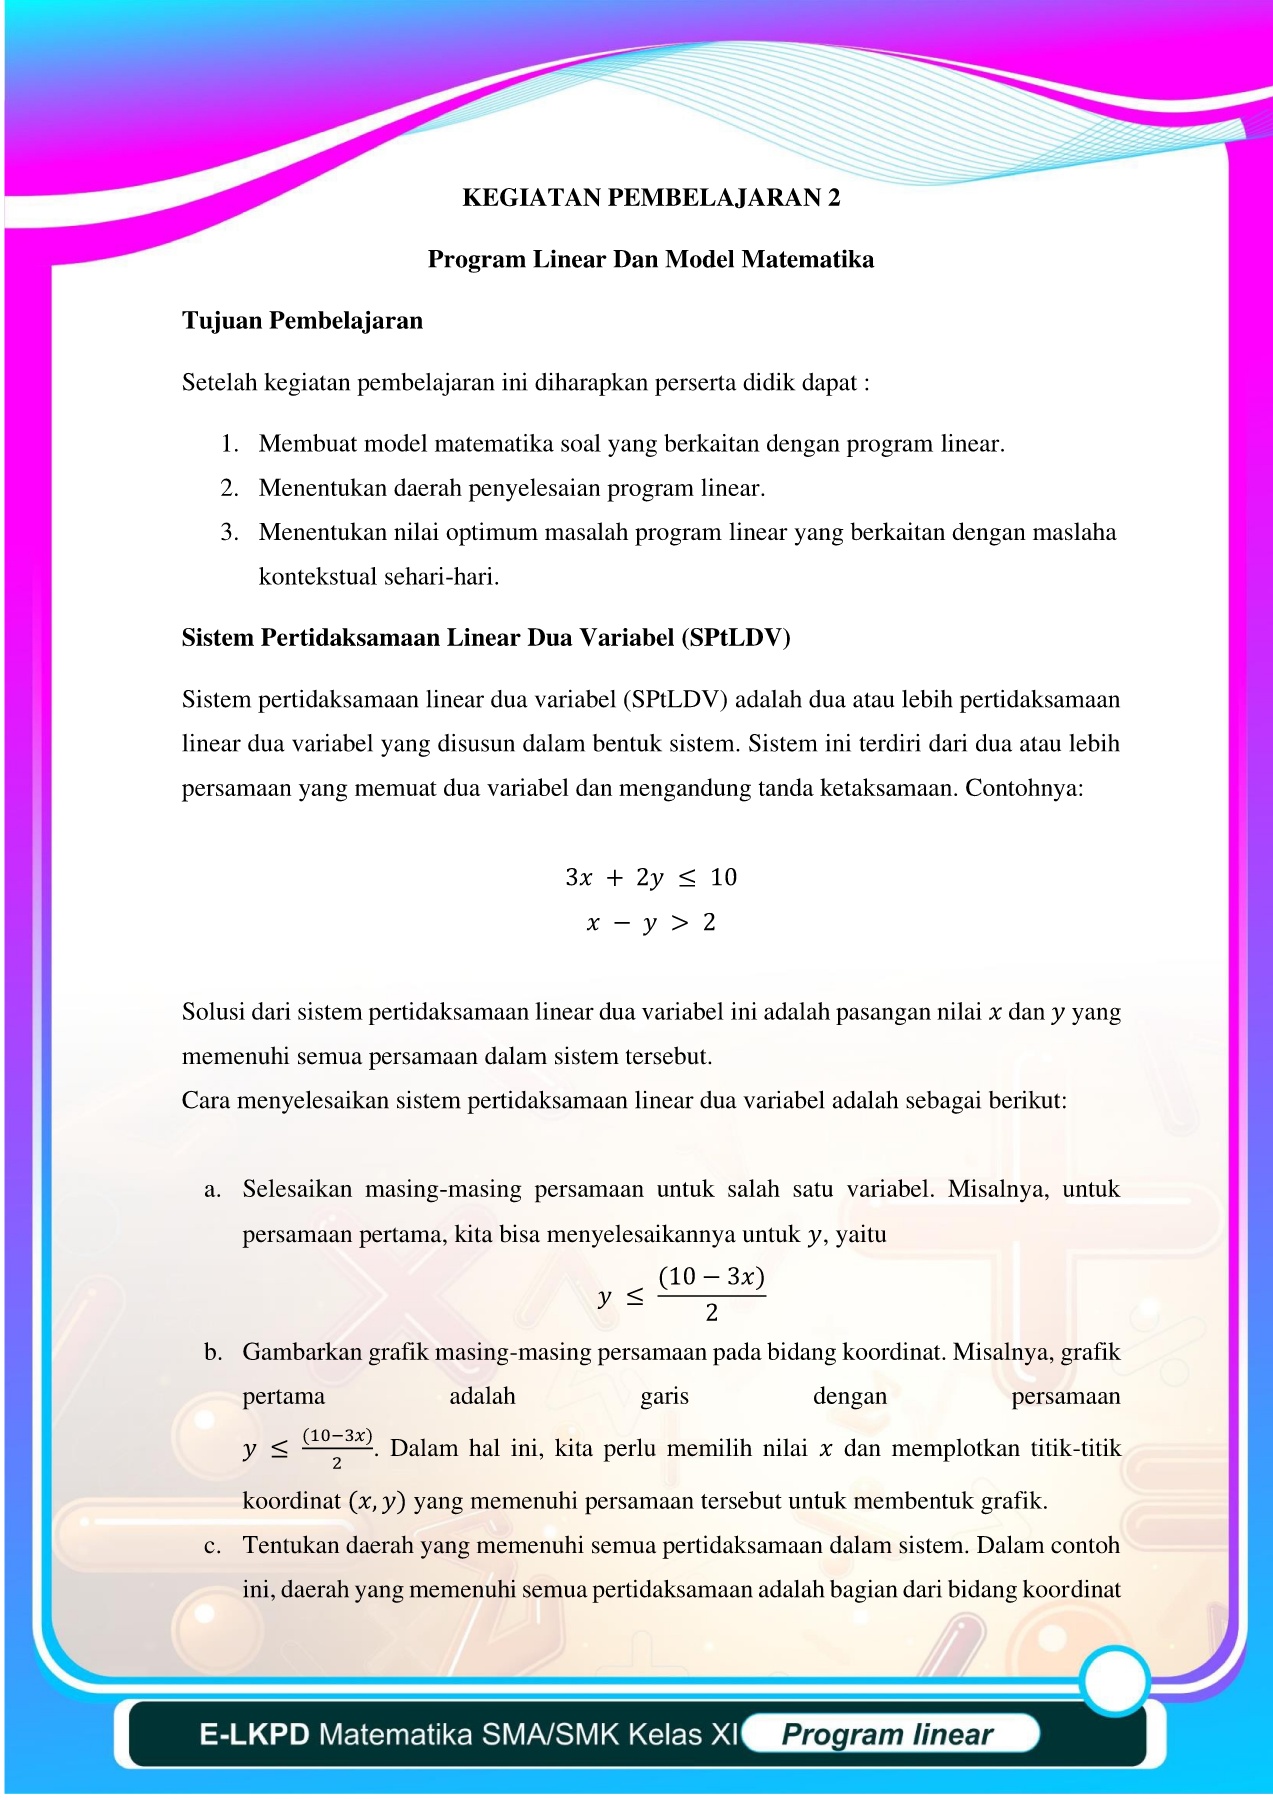 KEGIATAN PEMBELAJARAN 2
Program Linear Dan Model Matematika
Tujuan Pembelajaran
Setelah kegiatan pembelajaran ini diharapkan perserta didik dapat :
1. Membuat model matematika soal yang berkaitan dengan program linear.
2. Menentukan daerah penyelesaian program linear.
3. Menentukan nilai optimum masalah program linear yang berkaitan dengan maslaha
kontekstual sehari-hari.
Sistem Pertidaksamaan Linear Dua Variabel (SPtLDV)
Sistem pertidaksamaan linear dua variabel (SPtLDV) adalah dua atau lebih pertidaksamaan
linear dua variabel yang disusun dalam bentuk sistem. Sistem ini terdiri dari dua atau lebih
persamaan yang memuat dua variabel dan mengandung tanda ketaksamaan. Contohnya:
3x + 2y ≤ 10
x − y > 2
Solusi dari sistem pertidaksamaan linear dua variabel ini adalah pasangan nilai x dan y yang
memenuhi semua persamaan dalam sistem tersebut.
Cara menyelesaikan sistem pertidaksamaan linear dua variabel adalah sebagai berikut:
a. Selesaikan masing-masing persamaan untuk salah satu variabel. Misalnya, untuk
persamaan pertama, kita bisa menyelesaikannya untuk y, yaitu
y ≤ (10 − 3x)/2
b. Gambarkan grafik masing-masing persamaan pada bidang koordinat. Misalnya, grafik
pertama adalah garis dengan persamaan
y ≤ (10−3x)/2. Dalam hal ini, kita perlu memilih nilai x dan memplotkan titik-titik
koordinat (x, y) yang memenuhi persamaan tersebut untuk membentuk grafik.
c. Tentukan daerah yang memenuhi semua pertidaksamaan dalam sistem. Dalam contoh
ini, daerah yang memenuhi semua pertidaksamaan adalah bagian dari bidang koordinat
E-LKPD Matematika SMA/SMK Kelas XI Program linear